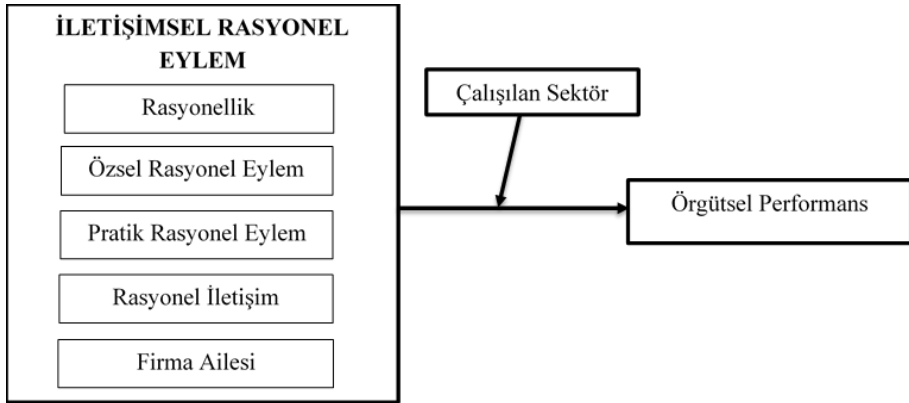 İLETİŞİMSEL RASYONEL
EYLEM
Rasyonellik
Özsel Rasyonel Eylem
Pratik Rasyonel Eylem
Rasyonel İletişim
Firma Ailesi
Çalışılan Sektör
Örgütsel Performans